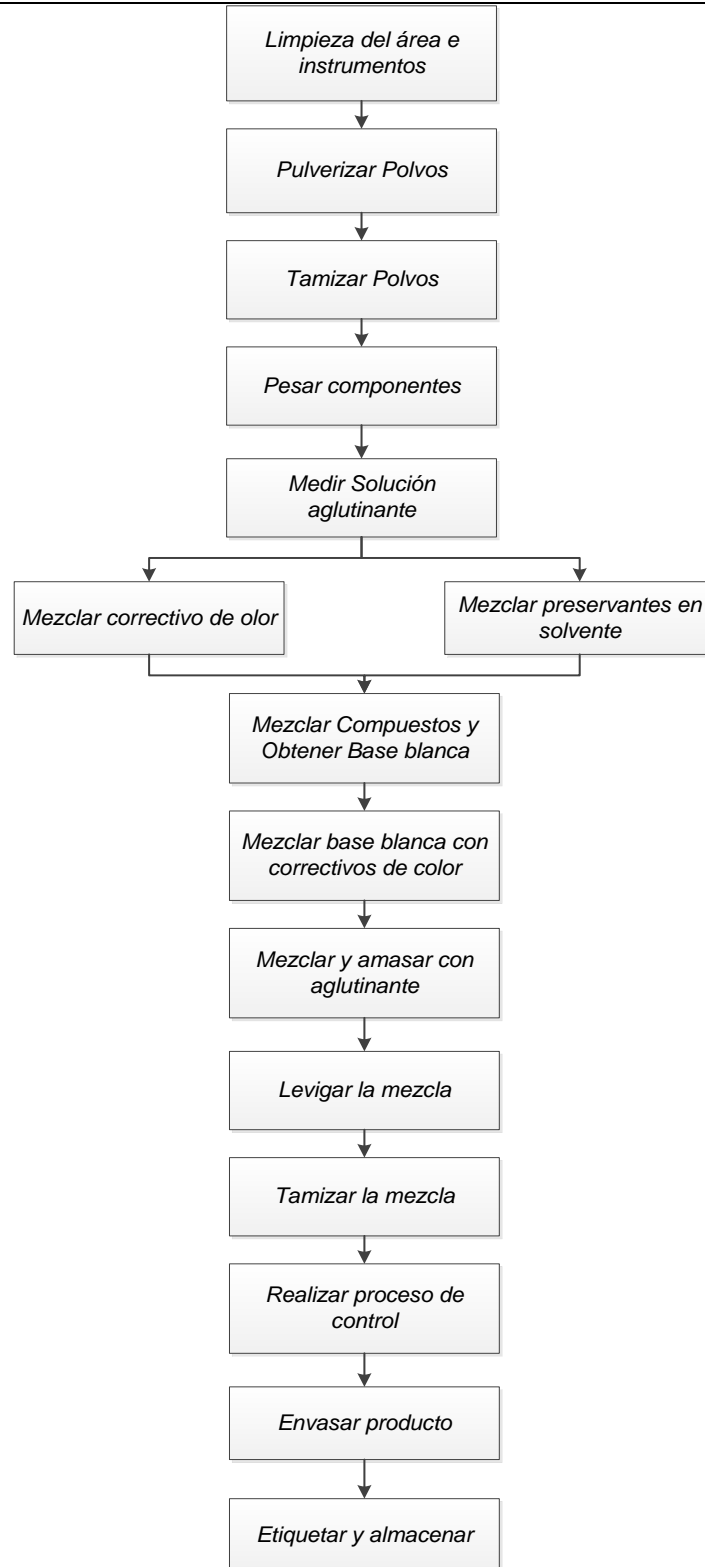 Limpieza del área e
instrumentos
Pulverizar Polvos
Tamizar Polvos
Pesar componentes
Medir Solución
aglutinante
Mezclar correctivo de olor
Mezclar preservantes en
solvente
Mezclar Compuestos y
Obtener Base blanca
Mezclar base blanca con
correctivos de color
Mezclar y amasar con
aglutinante
Levigar la mezcla
Tamizar la mezcla
Realizar proceso de
control
Envasar producto
Etiquetar y almacenar